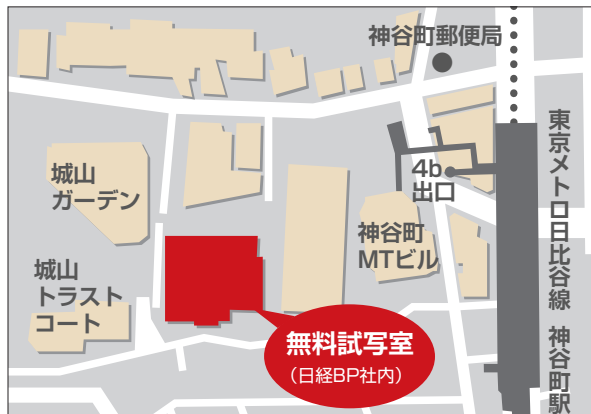 神谷町郵便局
4b
出口
城山
ガーデン
神谷町
MTビル
城山
トラスト
コート
無料試写室
（日経BP社内）
東京メトロ日比谷線 神谷町駅